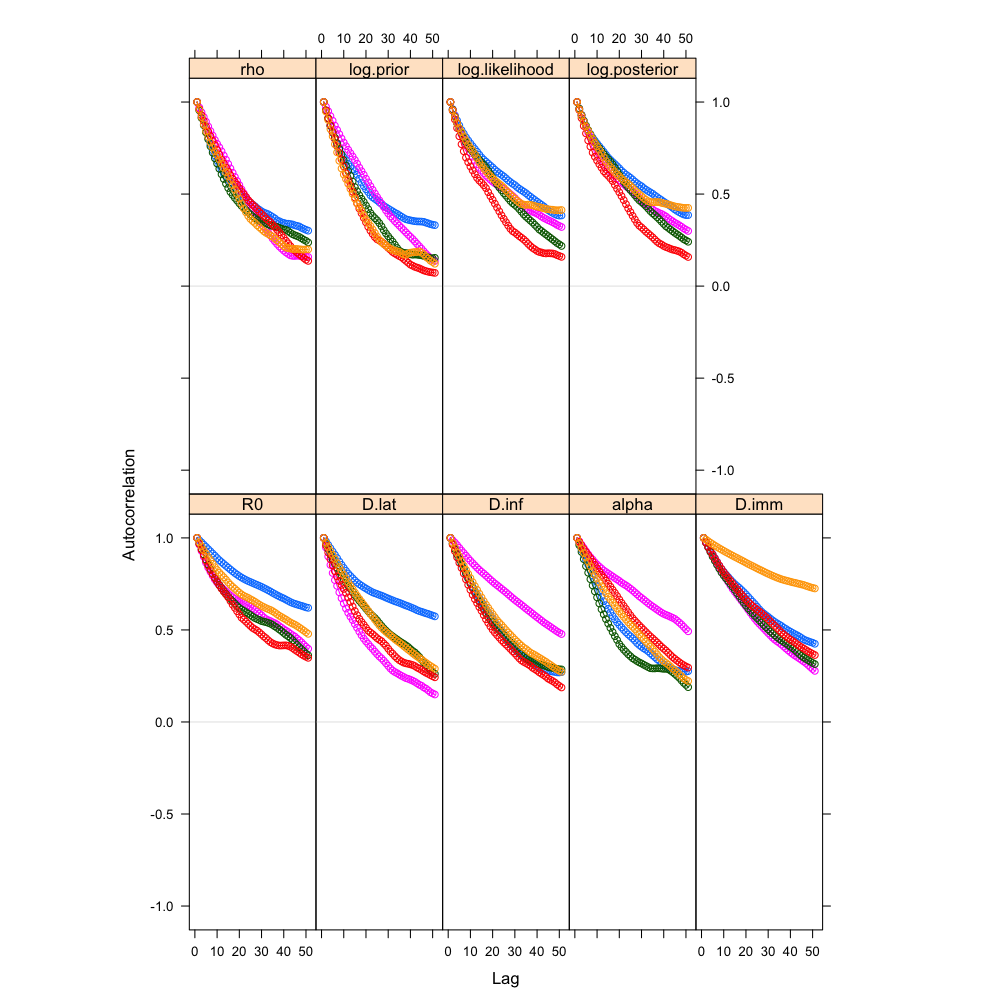 0 10 20 30 40 50 0 10 20 30 40 50
rho log.prior log.likelihood log.posterior
1.0
0.5
0.0
-0.5
-1.0
Autocorrelation
R0 D.lat D.inf alpha D.imm
1.0
0.5
0.0
-0.5
-1.0
0 10 20 30 40 50 0 10 20 30 40 50 0 10 20 30 40 50
Lag